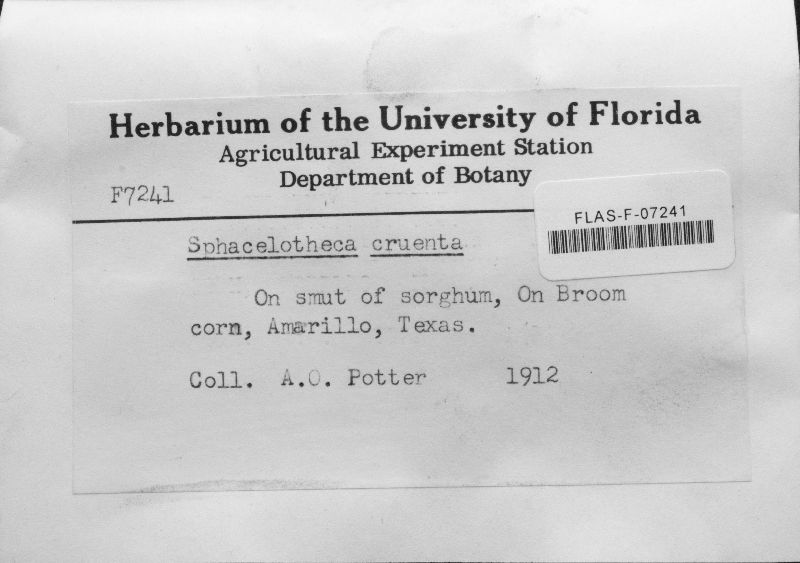 Herbarium of the University of Florida
Agricultural Experiment Station
Department of Botany
F7241
FLAS-F-07241
Sphacelotheca cruenta
On smut of sorghum, On Broom
corn, Amarillo, Texas.
Coll. A.O. Potter 1912